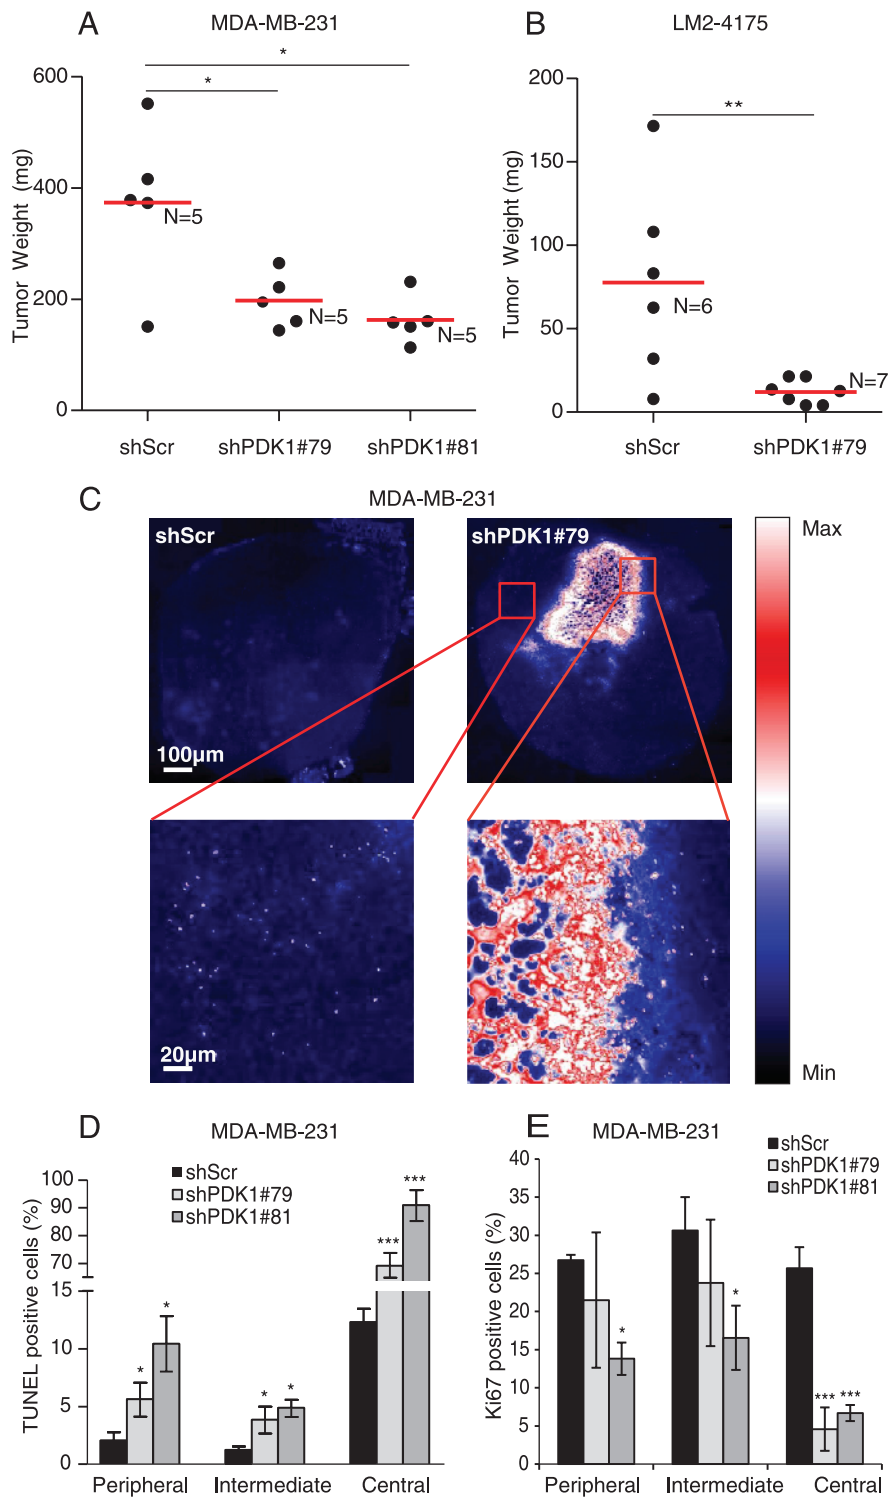 A
MDA-MB-231
*
*
600
400
200
0
Tumor Weight (mg)
N=5
N=5
N=5
shScr
shPDK1#79
shPDK1#81
B
LM2-4175
**
200
150
100
50
0
Tumor Weight (mg)
N=6
N=7
shScr
shPDK1#79
C
MDA-MB-231
shScr
100µm
shPDK1#79
20µm
Max
Min
D
MDA-MB-231
shScr
shPDK1#79
shPDK1#81
TUNEL positive cells (%)
100
90
80
70
60
15
10
5
0
*
*
*
*
***
***
Peripheral
Intermediate
Central
E
MDA-MB-231
shScr
shPDK1#79
shPDK1#81
Ki67 positive cells (%)
40
35
30
25
20
15
10
5
0
*
*
***
***
Peripheral
Intermediate
Central